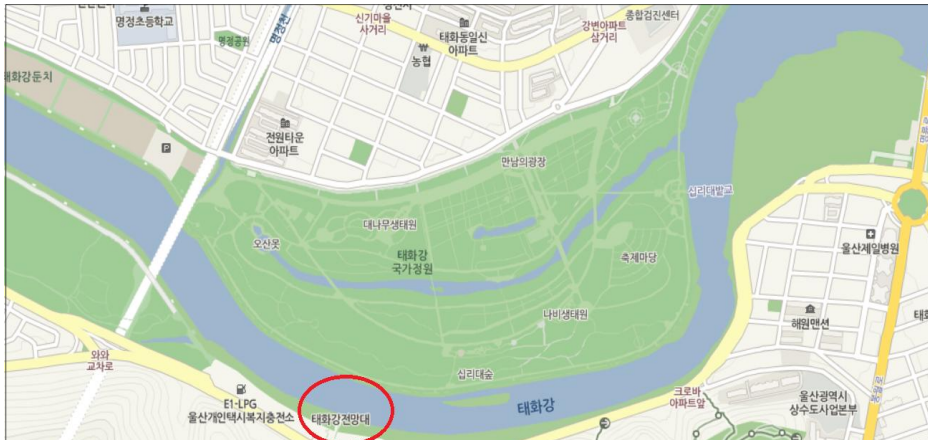 명정초등학교
명정천
신기마을
사거리
태화동일신
아파트
강변아파트
삼거리
종합검진센터
명정공원
농협
태화강둔치
P
전원타운
아파트
만남의광장
십리대밭교
대나무생태원
오산못
태화강
국가정원
축제마당
울산제일병원
나비생태원
해원맨션
태화
와와
교차로
십리대숲
E1-LPG
울산개인택시복지충전소
태화강전망대
태화강
크로바
아파트앞
울산광역시
상수도사업본부
봉월로